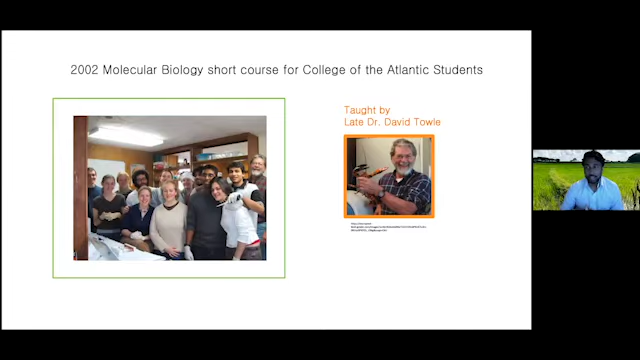 2002 Molecular Biology short course for College of the Atlantic Students
Taught by
Late Dr. David Towle